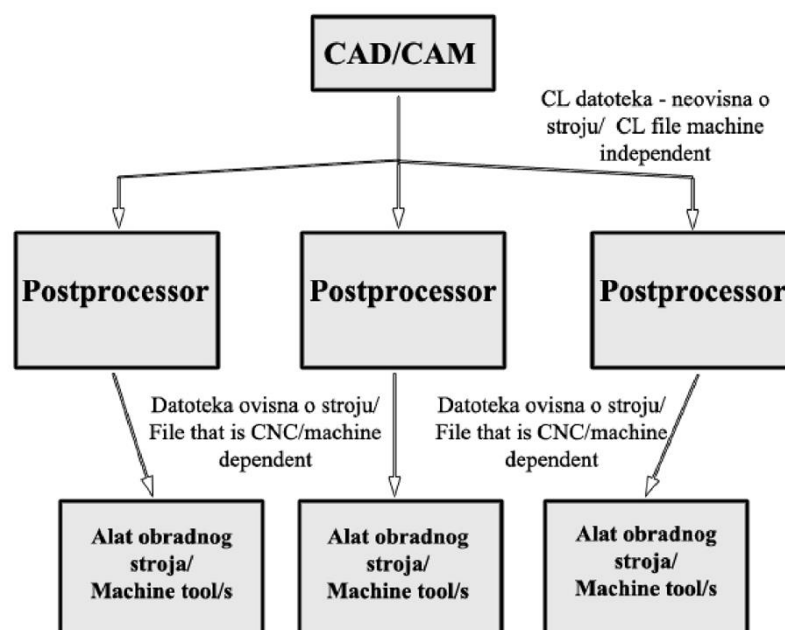 CAD/CAM
CL datoteka - neovisna o
stroju/ CL file machine
independent
Postprocessor
Postprocessor
Postprocessor
Datoteka ovisna o stroju/
File that is CNC/machine
dependent
Datoteka ovisna o stroju/
File that is CNC/machine
dependent
Alat obradnog
stroja/
Machine tool/s
Alat obradnog
stroja/
Machine tool/s
Alat obradnog
stroja/
Machine tool/s